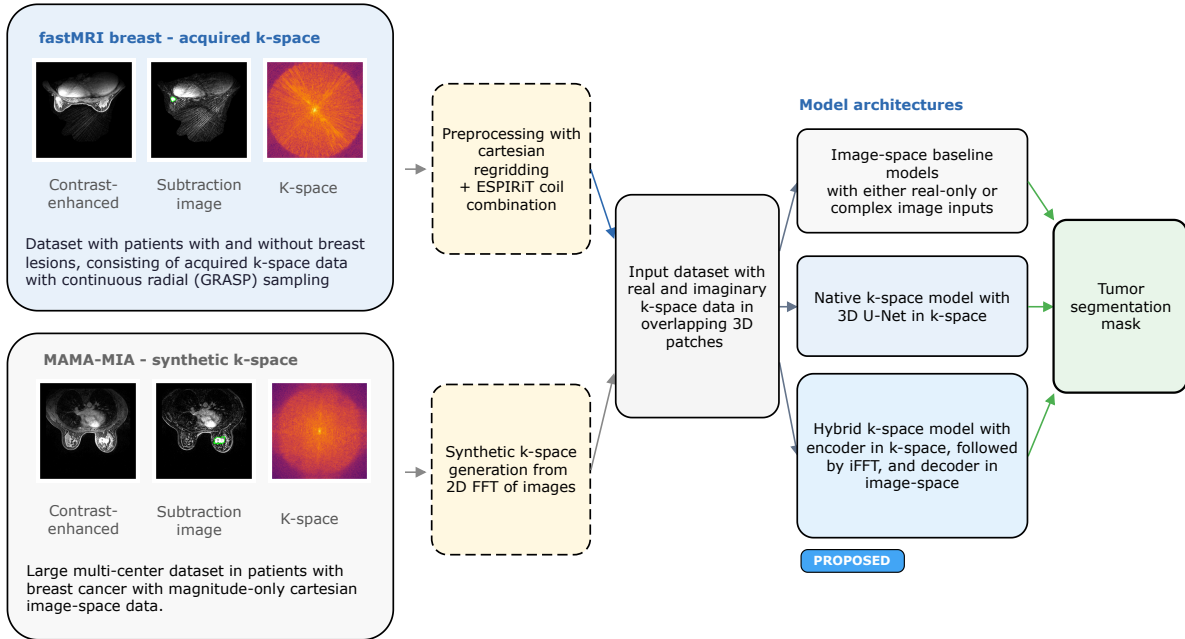 fastMRI breast - acquired k-space
Contrast-
enhanced
Subtraction
image
K-space
Dataset with patients with and without breast
lesions, consisting of acquired k-space data
with continuous radial (GRASP) sampling
MAMA-MIA - synthetic k-space
Contrast-
enhanced
Subtraction
image
K-space
Large multi-center dataset in patients with
breast cancer with magnitude-only cartesian
image-space data.
Preprocessing with
cartesian
regridding
+ ESPIRiT coil
combination
Synthetic k-space
generation from
2D FFT of images
Input dataset with
real and imaginary
k-space data in
overlapping 3D
patches
Model architectures
Image-space baseline
models
with either real-only or
complex image inputs
Native k-space model with
3D U-Net in k-space
Hybrid k-space model with
encoder in k-space, followed
by iFFT, and decoder in
image-space
PROPOSED
Tumor
segmentation
mask